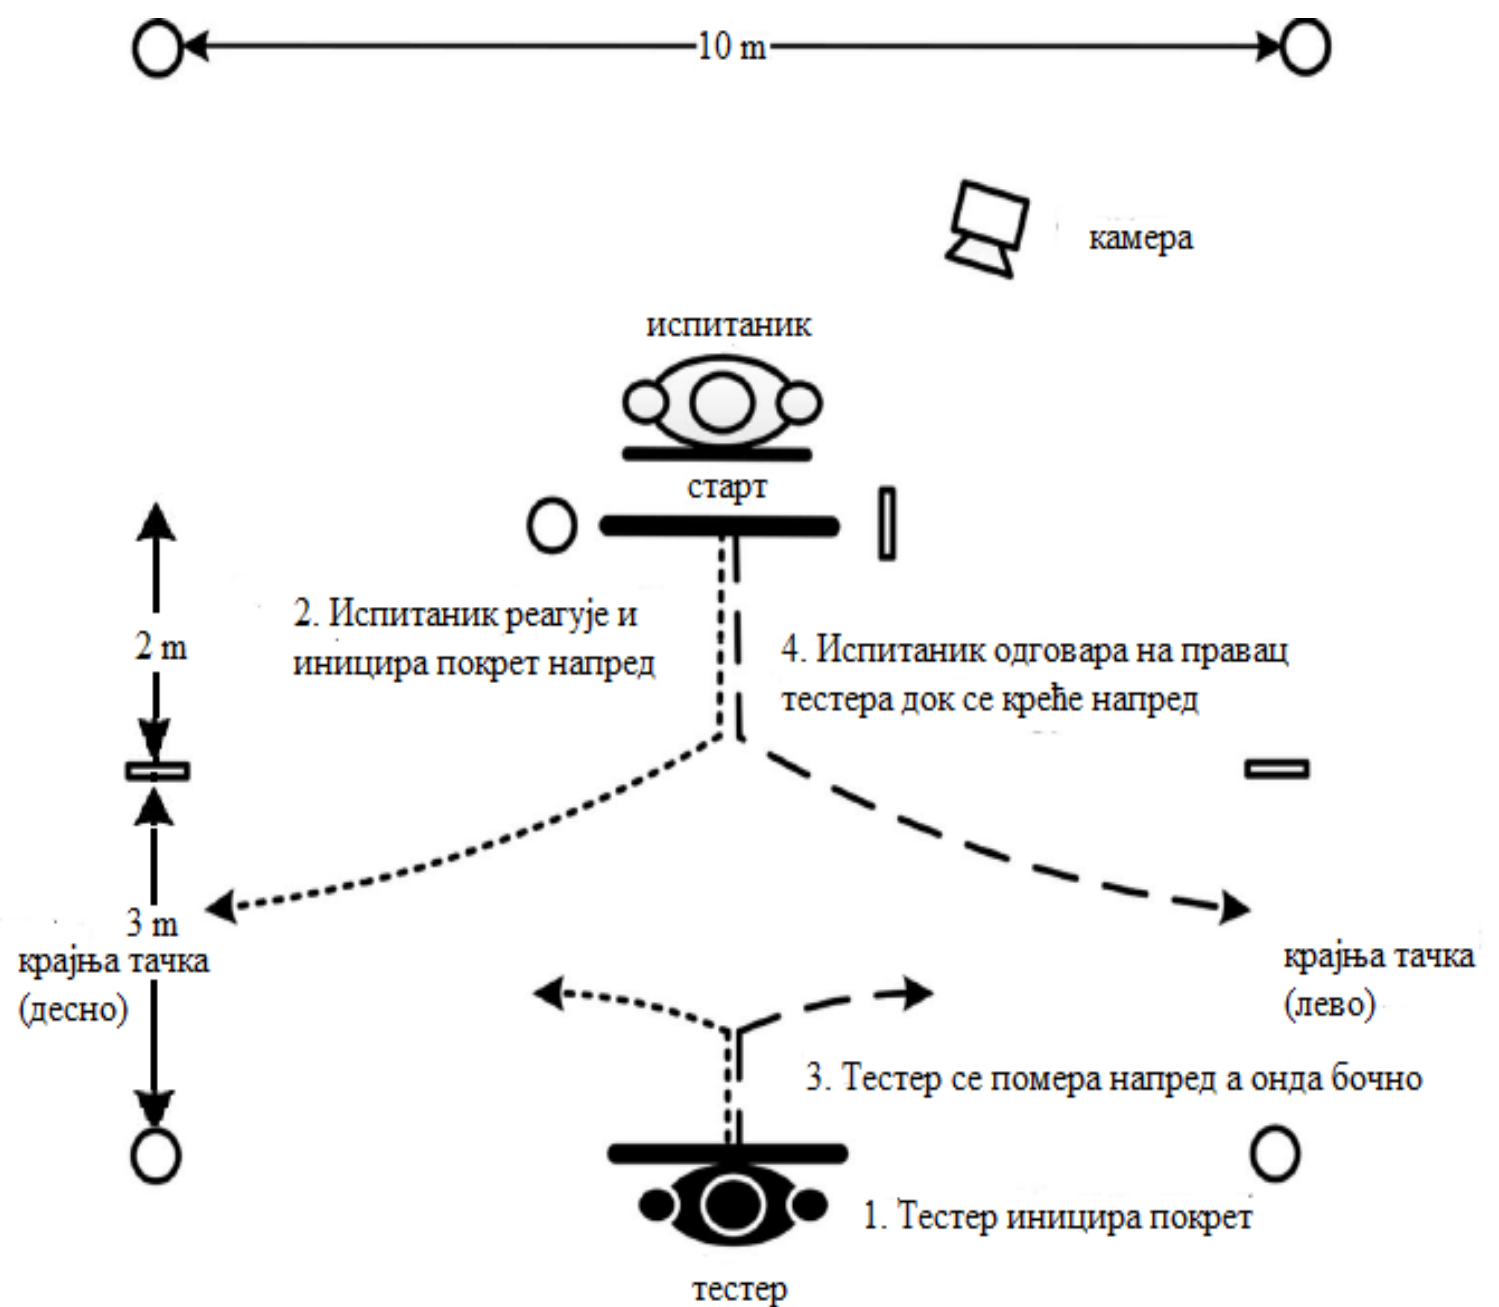 10 m
камера
испитаник
старт
2. Испитаник реагује и
иницира покрет напред
2 m
4. Испитаник одговара на правац
тестера док се креће напред
3 m
крајња тачка
(десно)
крајња тачка
(лево)
3. Тестер се помера напред а онда бочно
1. Тестер иницира покрет
тестер